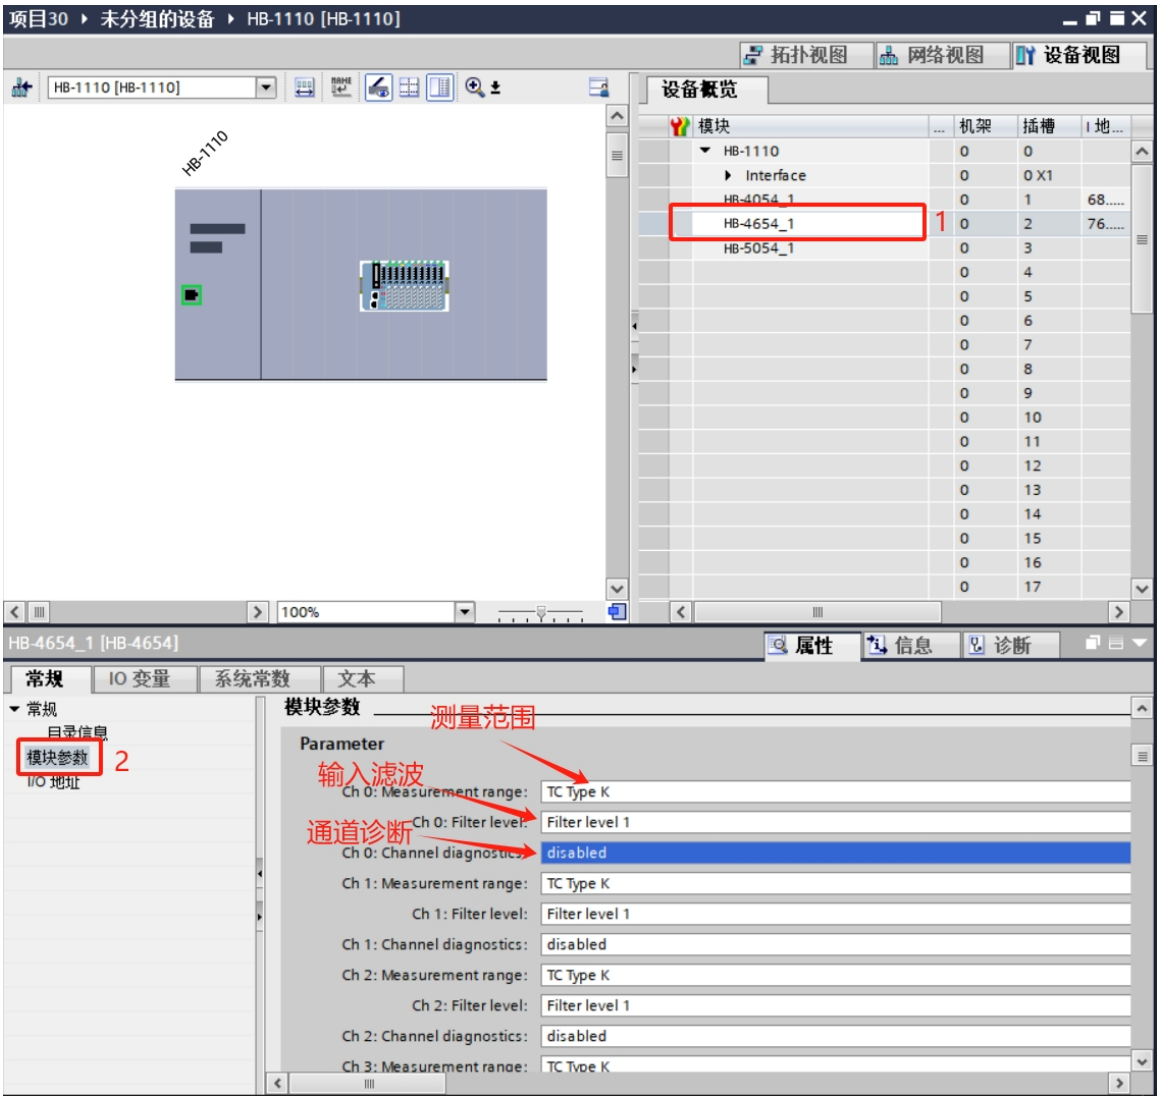 项目30 ▸ 未分组的设备 ▸ HB-1110 [HB-1110]
拓扑视图 网络视图 设备视图
HB-1110 [HB-1110]
设备概览
HB-1110
模块 ... 机架 插槽 I 地...
HB-1110 0 0
Interface 0 0 X1
HB-4054_1 0 1 68.....
HB-4654_1 1 0 2 76.....
HB-5054_1 0 3
0 4
0 5
0 6
0 7
0 8
0 9
0 10
0 11
0 12
0 13
0 14
0 15
0 16
0 17
100%
HB-4654_1 [HB-4654]
属性 信息 诊断
常规 IO 变量 系统常数 文本
常规
目录信息
模块参数 2
I/O 地址
模块参数
测量范围
Parameter
输入滤波
Ch 0: Measurement range: TC Type K
Ch 0: Filter level: Filter level 1
通道诊断
Ch 0: Channel diagnostics: disabled
Ch 1: Measurement range: TC Type K
Ch 1: Filter level: Filter level 1
Ch 1: Channel diagnostics: disabled
Ch 2: Measurement range: TC Type K
Ch 2: Filter level: Filter level 1
Ch 2: Channel diagnostics: disabled
Ch 3: Measurement range: TC Type K